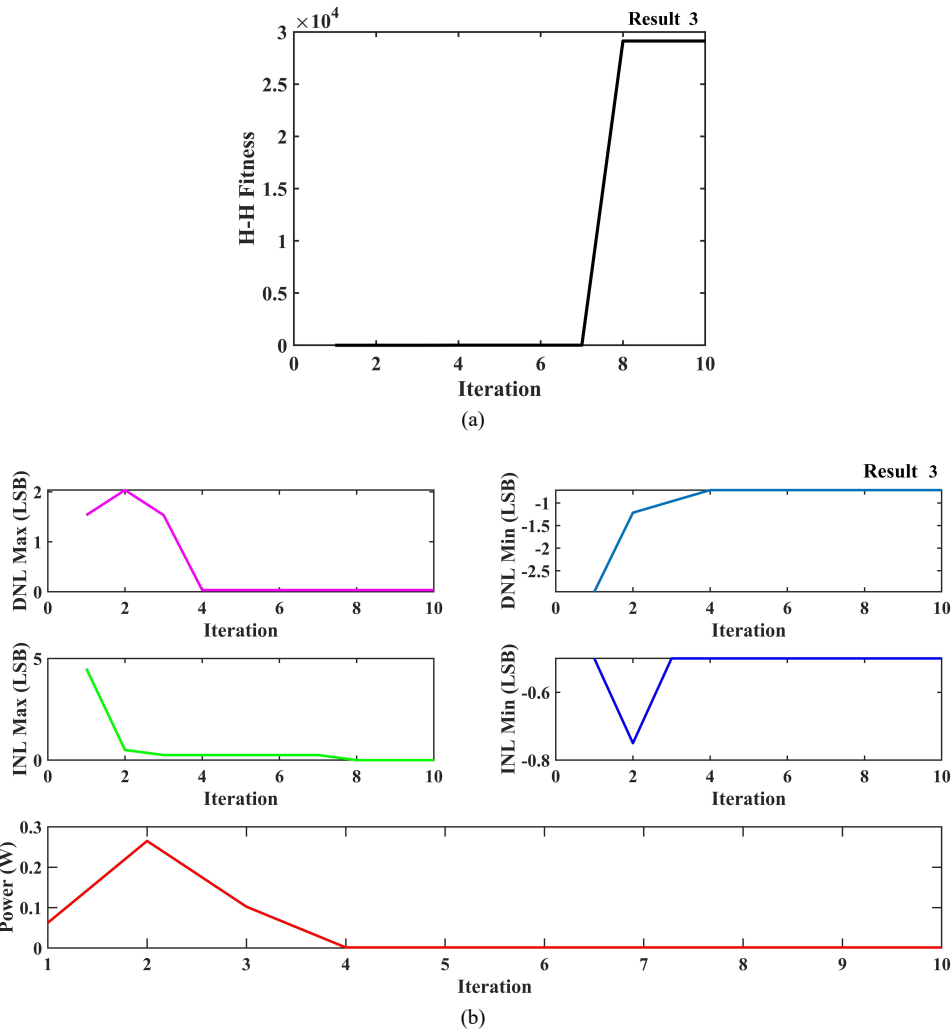 ×10⁴
Result 3
3
2.5
2
1.5
1
0.5
0
H-H Fitness
0 2 4 6 8 10
Iteration
(a)
Result 3
2
1
0
DNL Max (LSB)
0 2 4 6 8 10
Iteration
-1
-1.5
-2
-2.5
DNL Min (LSB)
0 2 4 6 8 10
Iteration
5
0
INL Max (LSB)
0 2 4 6 8 10
Iteration
-0.6
-0.8
INL Min (LSB)
0 2 4 6 8 10
Iteration
0.3
0.2
0.1
0
Power (W)
1 2 3 4 5 6 7 8 9 10
Iteration
(b)